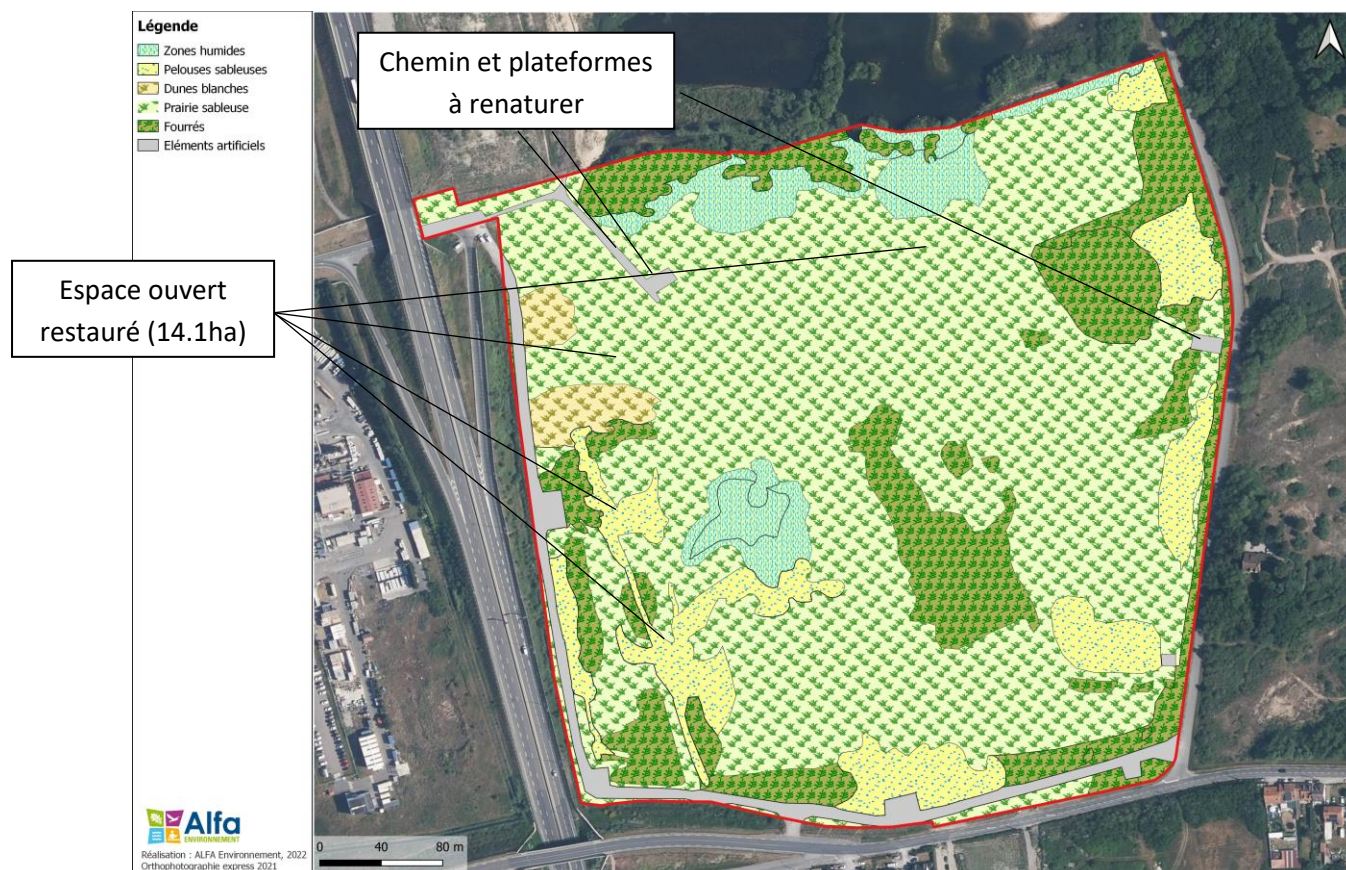 Légende
Zones humides
Pelouses sableuses
Dunes blanches
Prairie sableuse
Fourrés
Eléments artificiels
Chemin et plateformes
à renaturer
Espace ouvert
restauré (14.1ha)
Alfa
ENVIRONNEMENT
Réalisation : ALFA Environnement, 2022
Orthophotographie express 2021
0 40 80 m